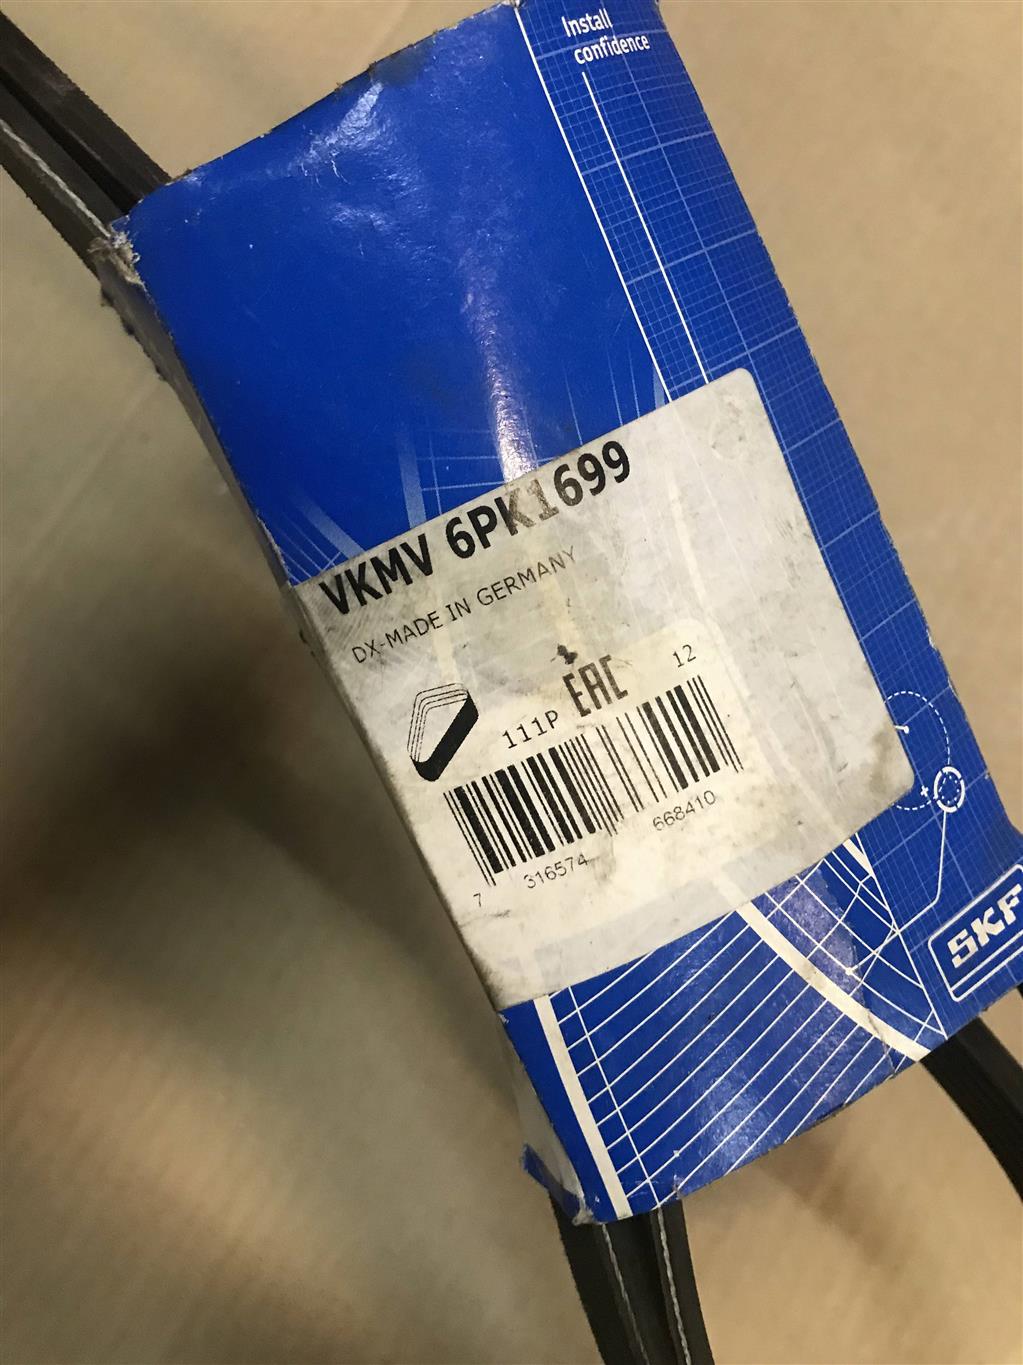 Install
confidence
VKMV 6PK1699
DX-MADE IN GERMANY
111P EAC 12
7 316574 668410
SKF